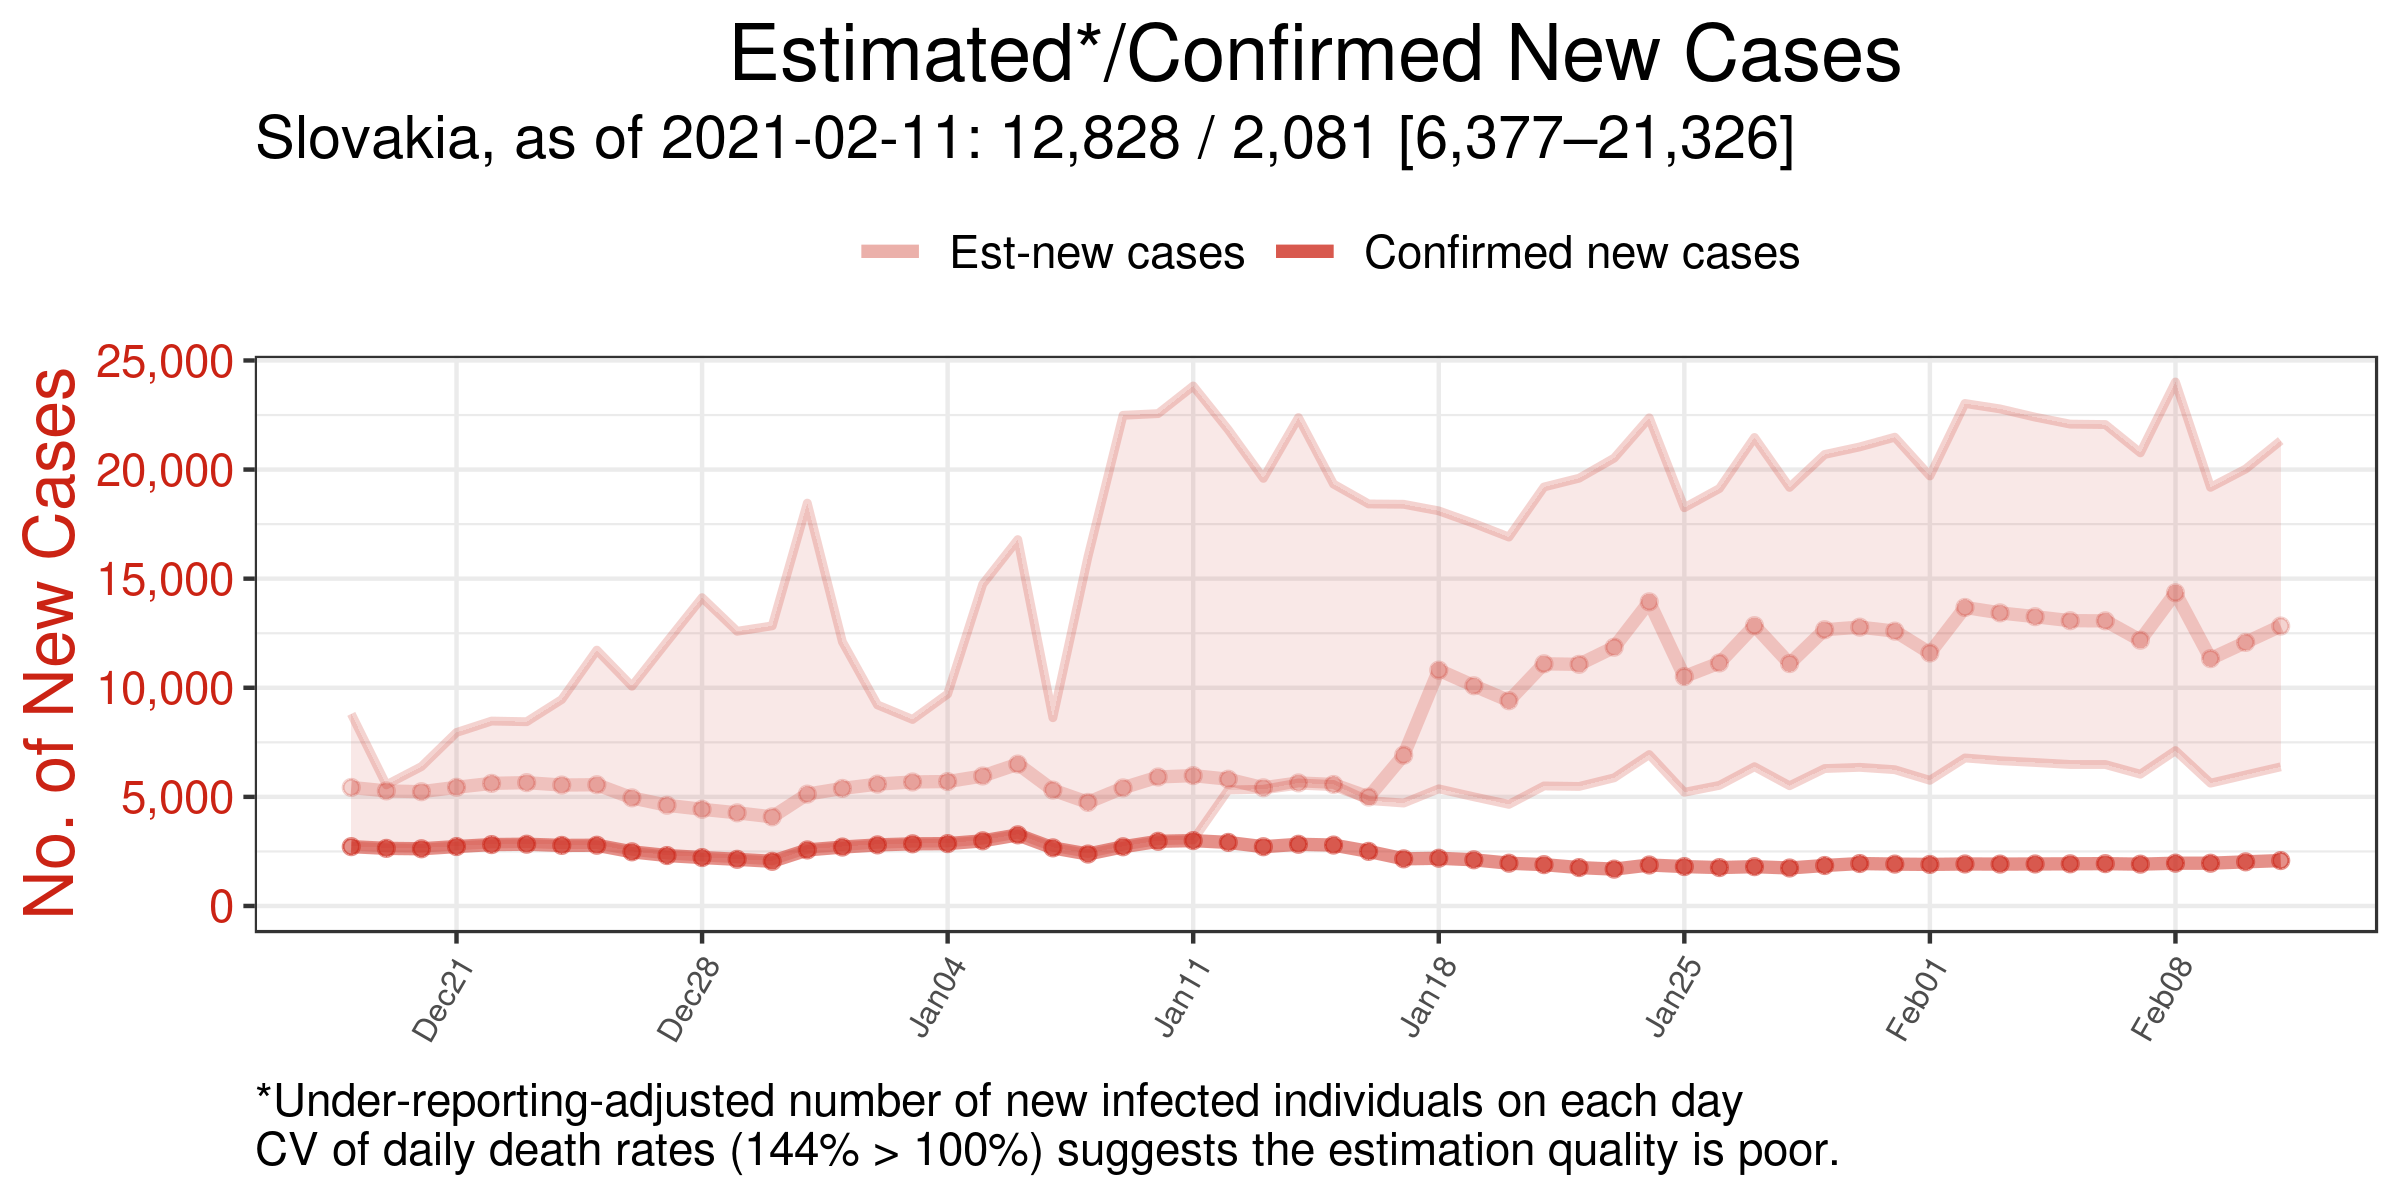 Estimated*/Confirmed New Cases
Slovakia, as of 2021-02-11: 12,828 / 2,081 [6,377–21,326]
Est-new cases
Confirmed new cases
No. of New Cases
25,000
20,000
15,000
10,000
5,000
0
Dec21
Dec28
Jan04
Jan11
Jan18
Jan25
Feb01
Feb08
*Under-reporting-adjusted number of new infected individuals on each day
CV of daily death rates (144% > 100%) suggests the estimation quality is poor.